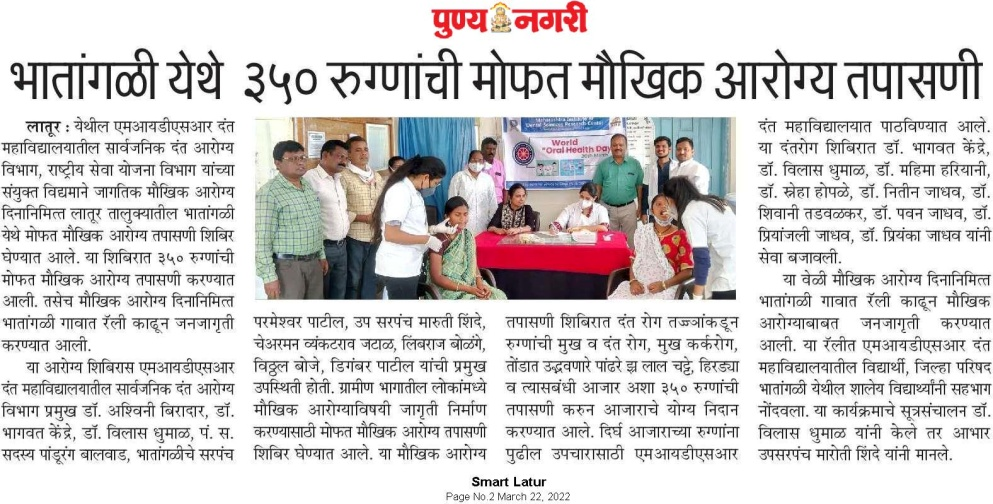 पुण्य नगरी
भातांगळी येथे ३५० रुग्णांची मोफत मौखिक आरोग्य तपासणी
लातूर : येथील एमआयडीएसआर दंत
महाविद्यालयातील सार्वजनिक दंत आरोग्य
विभाग, राष्ट्रीय सेवा योजना विभाग यांच्या
संयुक्त विद्यमाने जागतिक मौखिक आरोग्य
दिनानिमित्त लातूर तालुक्यातील भातांगळी
येथे मोफत मौखिक आरोग्य तपासणी शिबिर
घेण्यात आले. या शिबिरात ३५० रुग्णांची
मोफत मौखिक आरोग्य तपासणी करण्यात
आली. तसेच मौखिक आरोग्य दिनानिमित्त
भातांगळी गावात रॅली काढून जनजागृती
करण्यात आली.
या आरोग्य शिबिरास एमआयडीएसआर
दंत महाविद्यालयातील सार्वजनिक दंत आरोग्य
विभाग प्रमुख डॉ. अश्विनी बिरादार, डॉ.
भागवत केंद्रे, डॉ. विलास धुमाळ, पं. स.
सदस्य पांडूरंग बालवाड, भातांगळीचे सरपंच
Maharashtra Institute of
Dental Sciences Research Center
World
"Oral Health Day"
परमेश्वर पाटील, उप सरपंच मारुती शिंदे,
चेअरमन व्यंकटराव जटाळ, लिंबराज बोळंगे,
विठ्ठल बोजे, डिगंबर पाटील यांची प्रमुख
उपस्थिती होती. ग्रामीण भागातील लोकांमध्ये
मौखिक आरोग्याविषयी जागृती निर्माण
करण्यासाठी मोफत मौखिक आरोग्य तपासणी
शिबिर घेण्यात आले. या मौखिक आरोग्य
तपासणी शिबिरात दंत रोग तज्ञांकडून
रुग्णांची मुख व दंत रोग, मुख कर्करोग,
तोंडात उद्भवणारे पांढरे झ लाल चट्टे, हिरड्या
व त्यासबंधी आजार अशा ३५० रुग्णांची
तपासणी करुन आजाराचे योग्य निदान
करण्यात आले. दिर्घ आजाराच्या रुग्णांना
पुढील उपचारासाठी एमआयडीएसआर
दंत महाविद्यालयात पाठविण्यात आले.
या दंतरोग शिबिरात डॉ. भागवत केंद्रे,
डॉ. विलास धुमाळ, डॉ. महिमा हरियानी,
डॉ. स्नेहा होपळे, डॉ. नितीन जाधव, डॉ.
शिवानी तडवळकर, डॉ. पवन जाधव, डॉ.
प्रियांजली जाधव, डॉ. प्रियंका जाधव यांनी
सेवा बजावली.
या वेळी मौखिक आरोग्य दिनानिमित्त
भातांगळी गावात रॅली काढून मौखिक
आरोग्याबाबत जनजागृती करण्यात
आली. या रॅलीत एमआयडीएसआर दंत
महाविद्यालयातील विद्यार्थी, जिल्हा परिषद
भातांगळी येथील शालेय विद्यार्थ्यांनी सहभाग
नोंदवला. या कार्यक्रमाचे सूत्रसंचालन डॉ.
विलास धुमाळ यांनी केले तर आभार
उपसरपंच मारोती शिंदे यांनी मानले.
Smart Latur
Page No.2 March 22, 2022